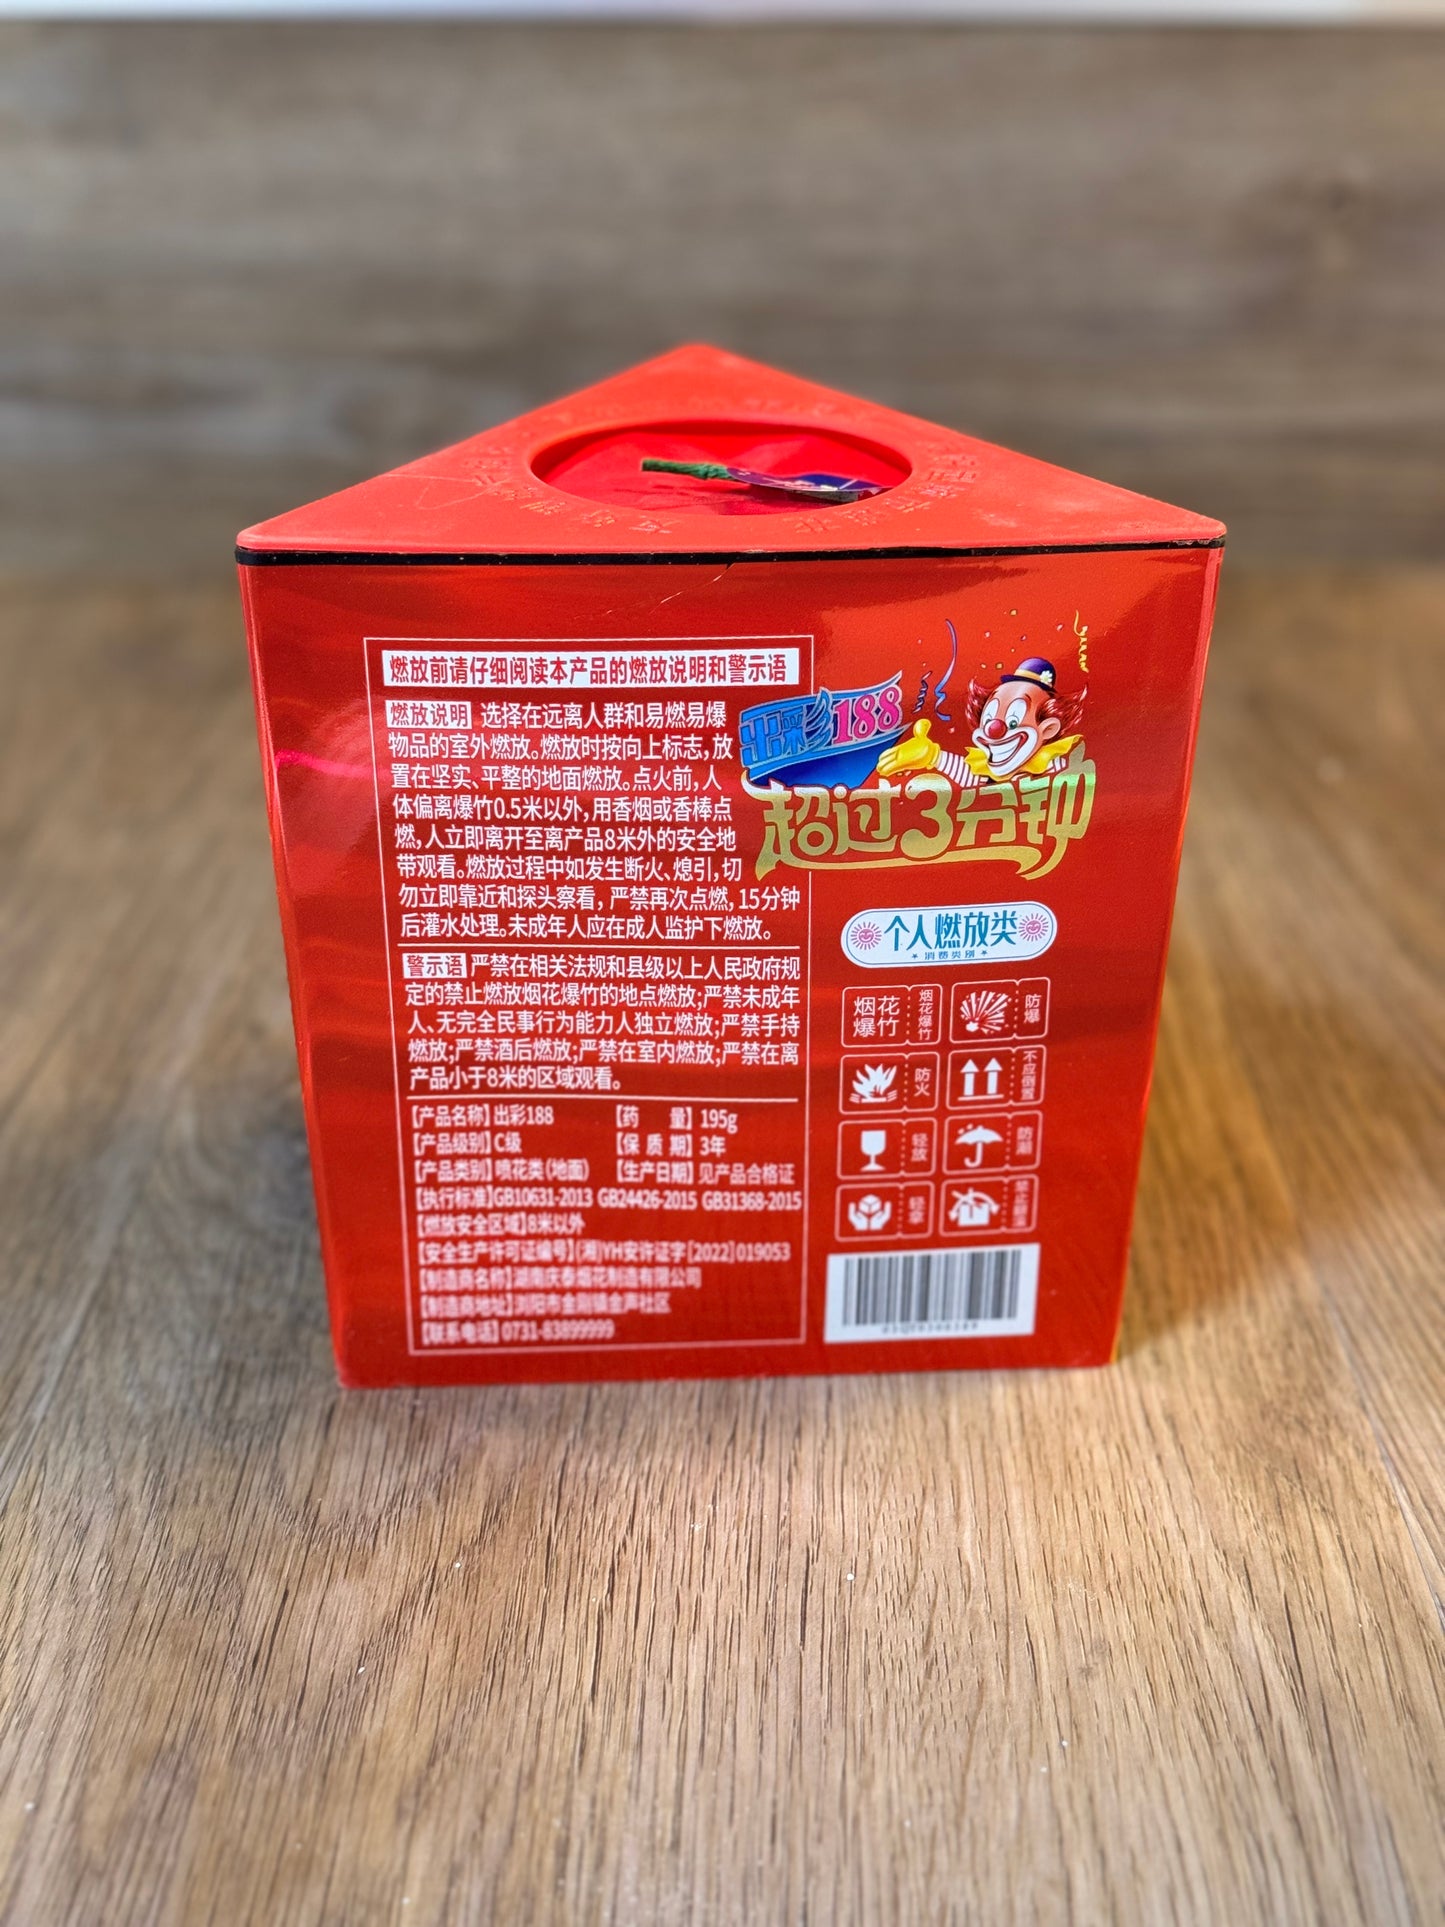 燃放前请仔细阅读本产品的燃放说明和警示语
燃放说明 选择在远离人群和易燃易爆
物品的室外燃放。燃放时按向上标志,放
置在坚实、平整的地面燃放。点火前,人
体偏离爆竹0.5米以外,用香烟或香棒点
燃,人立即离开至离产品8米外的安全地
带观看。燃放过程中如发生断火、熄引,切
勿立即靠近和探头察看,严禁再次点燃,15分钟
后灌水处理。未成年人应在成人监护下燃放。
警示语 严禁在相关法规和县级以上人民政府规
定的禁止燃放烟花爆竹的地点燃放;严禁未成年
人、无完全民事行为能力人独立燃放;严禁手持
燃放;严禁酒后燃放;严禁在室内燃放;严禁在离
产品小于8米的区域观看。
【产品名称】出彩188 【药 量】195g
【产品级别】C级 【保质期】3年
【产品类别】喷花类(地面) 【生产日期】见产品合格证
【执行标准】GB10631-2013 GB24426-2015 GB31368-2015
【燃放安全区域】8米以外
【安全生产许可证编号】(湘)YH安许证字[2022]019053
【制造商名称】湖南庆泰烟花制造有限公司
【制造商地址】浏阳市金刚镇金声社区
【联系电话】0731-83899999
出彩188
超过3分钟
个人燃放类
消费类别
烟花爆竹 烟花爆竹
防爆
防火
不应倒置
轻放
防潮
轻拿